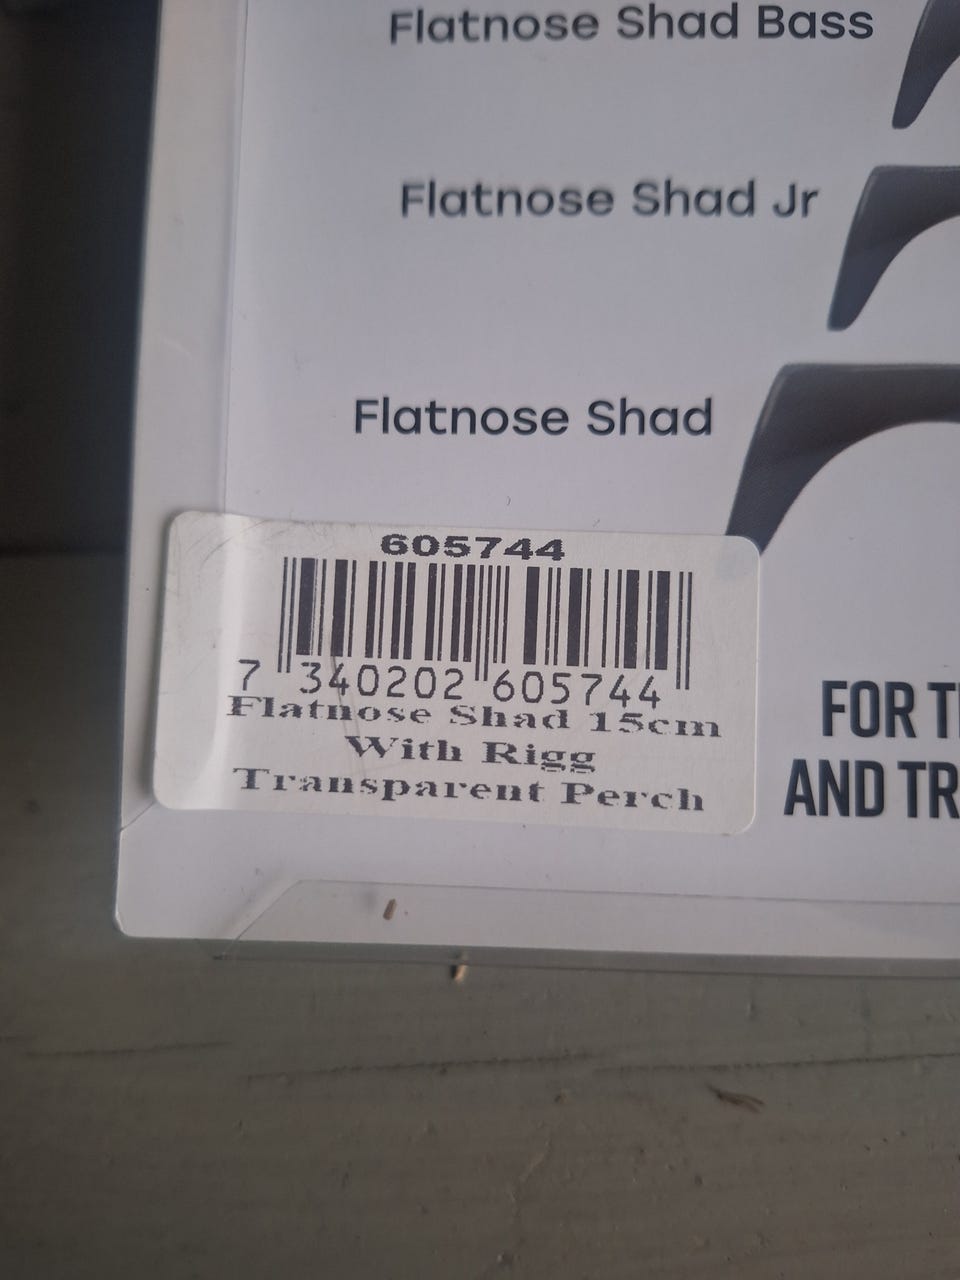 Flatnose Shad Bass
Flatnose Shad Jr
Flatnose Shad
605744
7 340202 605744
Flatnose Shad 15cm
With Rigg
Transparent Perch
FOR
AND